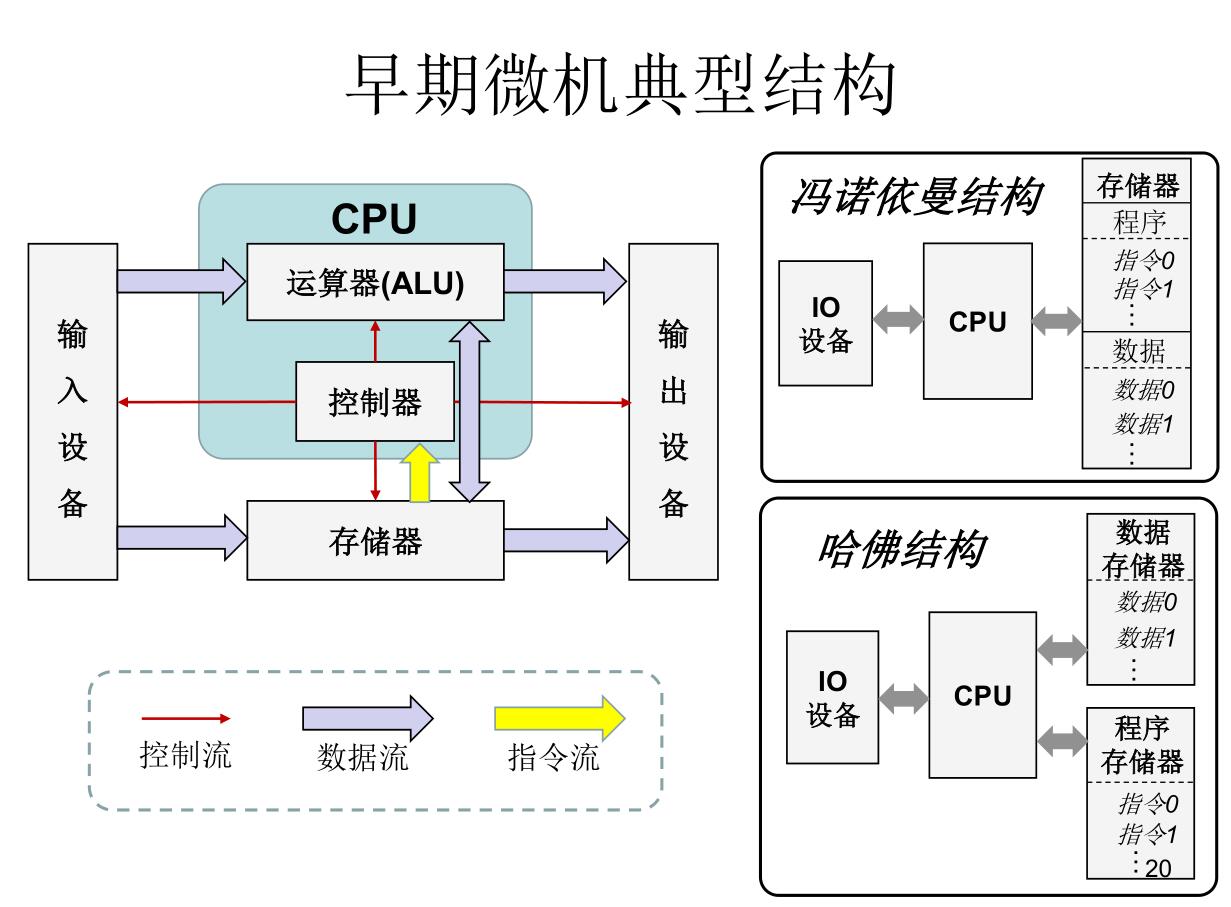 早期微机典型结构
CPU
运算器(ALU)
控制器
存储器
输
入
设
备
输
出
设
备
控制流
数据流
指令流
冯诺依曼结构
IO
设备
CPU
存储器
程序
指令0
指令1
⋮
数据
数据0
数据1
⋮
哈佛结构
IO
设备
CPU
数据
存储器
数据0
数据1
⋮
程序
存储器
指令0
指令1
⋮
20